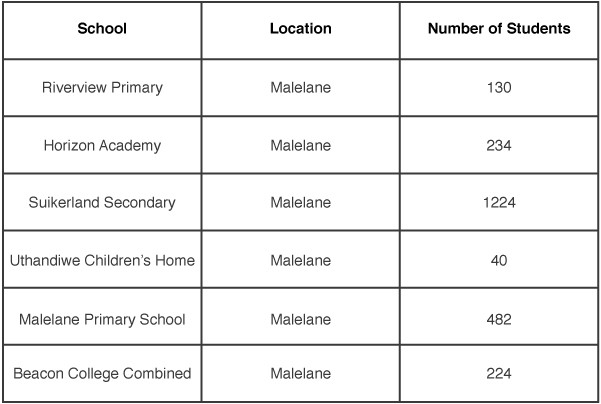 School Location Number of Students
Riverview Primary Malelane 130
Horizon Academy Malelane 234
Suikerland Secondary Malelane 1224
Uthandiwe Children's Home Malelane 40
Malelane Primary School Malelane 482
Beacon College Combined Malelane 224